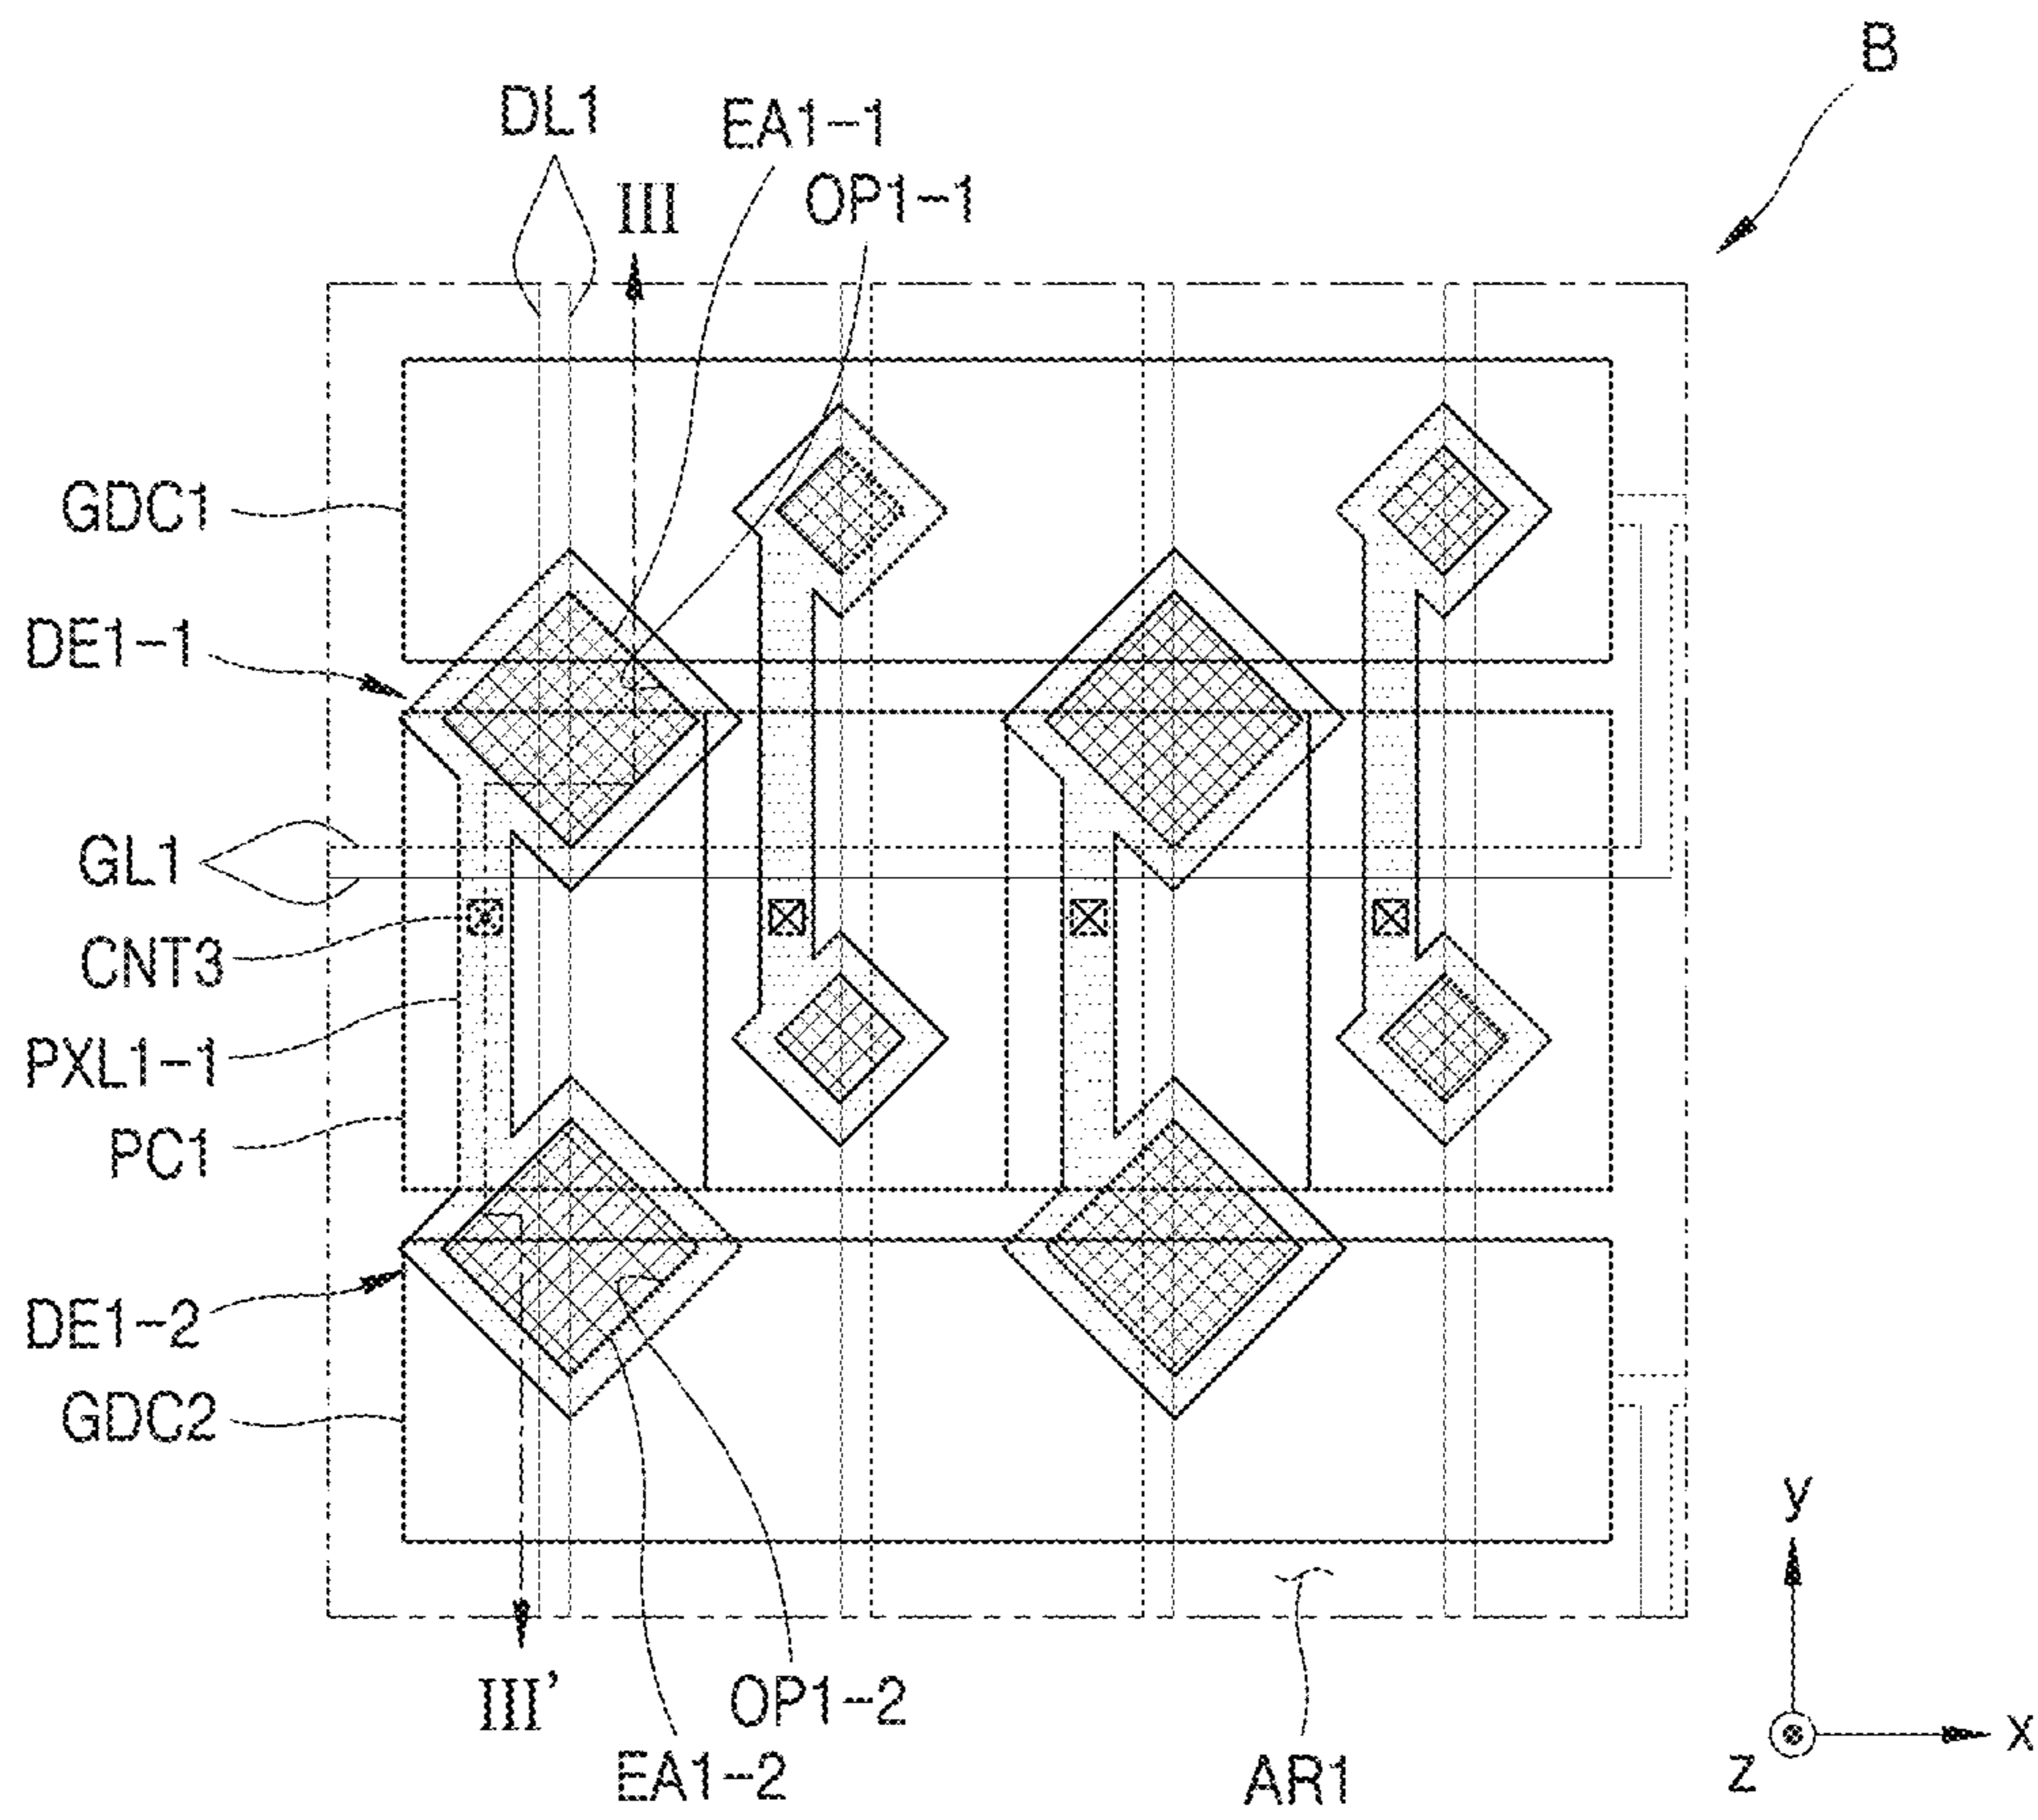 B
DL1
EA1-1
III
OP1-1
GDC1
DE1-1
GL1
CNT3
PXL1-1
PC1
DE1-2
GDC2
III'
OP1-2
EA1-2
AR1
y
x
z